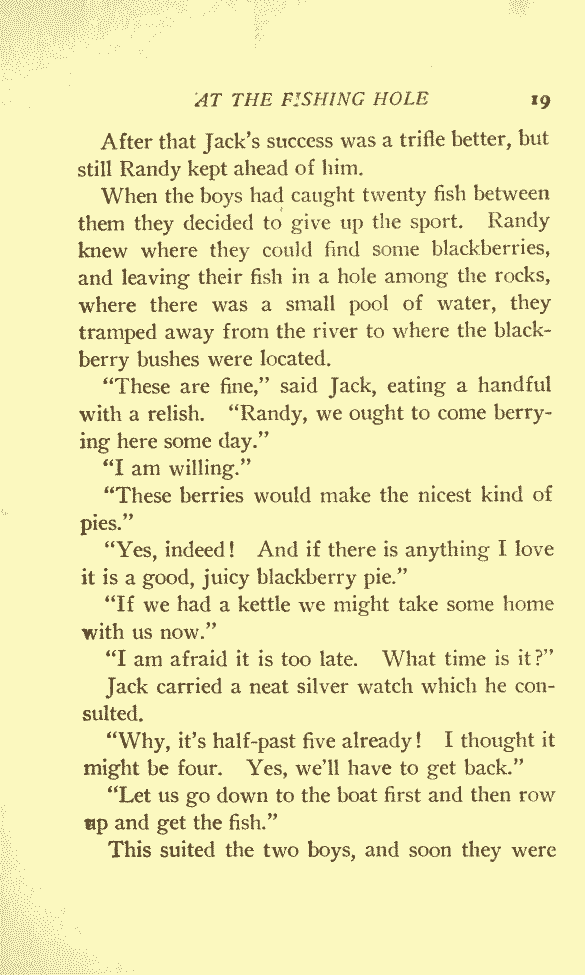 AT THE FISHING HOLE 19
After that Jack's success was a trifle better, but
still Randy kept ahead of him.
When the boys had caught twenty fish between
them they decided to give up the sport. Randy
knew where they could find some blackberries,
and leaving their fish in a hole among the rocks,
where there was a small pool of water, they
tramped away from the river to where the black-
berry bushes were located.
"These are fine," said Jack, eating a handful
with a relish. "Randy, we ought to come berry-
ing here some day."
"I am willing."
"These berries would make the nicest kind of
pies."
"Yes, indeed! And if there is anything I love
it is a good, juicy blackberry pie."
"If we had a kettle we might take some home
with us now."
"I am afraid it is too late. What time is it?"
Jack carried a neat silver watch which he con-
sulted.
"Why, it's half-past five already! I thought it
might be four. Yes, we'll have to get back."
"Let us go down to the boat first and then row
up and get the fish."
This suited the two boys, and soon they were